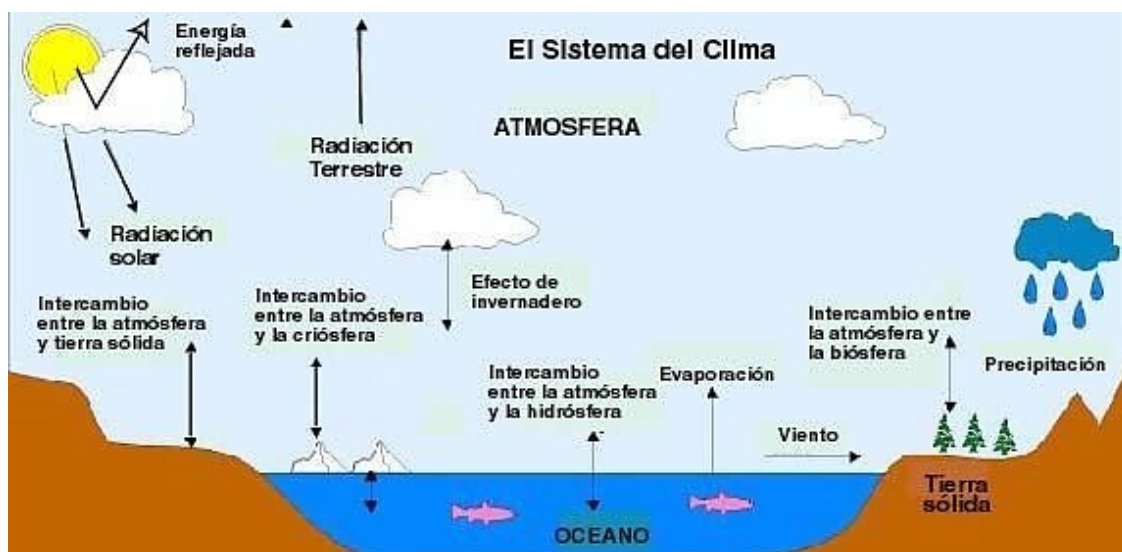 Energía
reflejada
El Sistema del Clima
ATMOSFERA
Radiación
Terrestre
Radiación
solar
Efecto de
invernadero
Intercambio
entre la atmósfera
y tierra sólida
Intercambio
entre la atmósfera
y la criósfera
Intercambio
entre la atmósfera
y la hidrósfera
Evaporación
Intercambio entre
la atmósfera y
la biósfera
Precipitación
Viento
Tierra
sólida
OCEANO